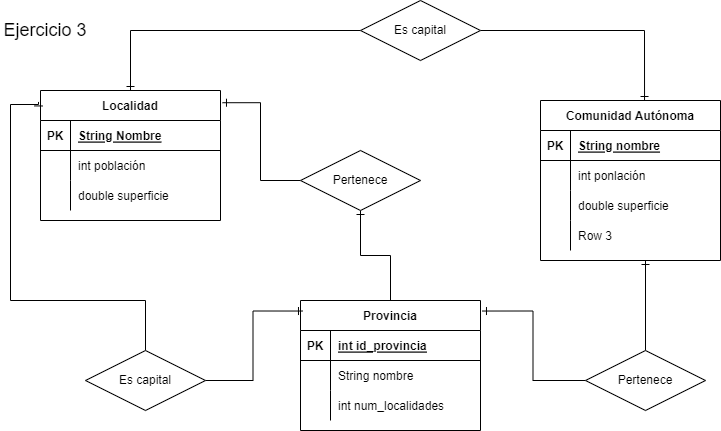 Ejercicio 3
Es capital
Localidad
PK String Nombre
int población
double superficie
Comunidad Autónoma
PK String nombre
int ponlación
double superficie
Row 3
Pertenece
Provincia
PK int id_provincia
String nombre
int num_localidades
Es capital
Pertenece